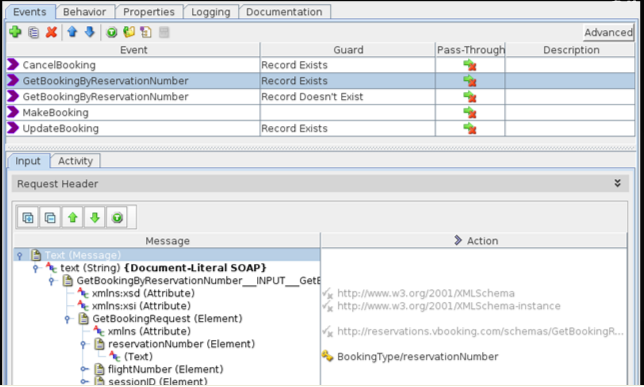 Events Behavior Properties Logging Documentation
Advanced
Event Guard Pass-Through Description
CancelBooking Record Exists
GetBookingByReservationNumber Record Exists
GetBookingByReservationNumber Record Doesn't Exist
MakeBooking
UpdateBooking Record Exists
Input Activity
Request Header
Message Action
Text (Message)
text (String) {Document-Literal SOAP}
GetBookingByReservationNumber___INPUT___GetB
xmlns:xsd (Attribute) http://www.w3.org/2001/XMLSchema
xmlns:xsi (Attribute) http://www.w3.org/2001/XMLSchema-instance
GetBookingRequest (Element)
xmlns (Attribute) http://reservations.vbooking.com/schemas/GetBookingR...
reservationNumber (Element)
(Text) BookingType/reservationNumber
flightNumber (Element)
sessionID (Element)